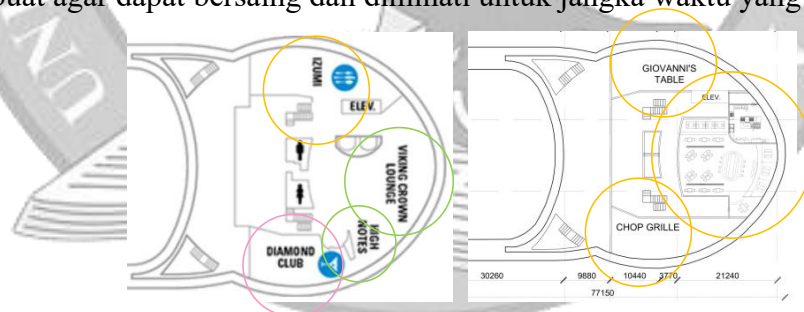 buat agar dapat bersaing dan diminati untuk jangka waktu yang
IZUMI
ELEV.
VIKING CROWN
LOUNGE
HIGH
NOTES
DIAMOND
CLUB
GIOVANNI'S
TABLE
ELEV.
CHOP GRILLE
30260 9880 10440 3770 21240
77150
UN